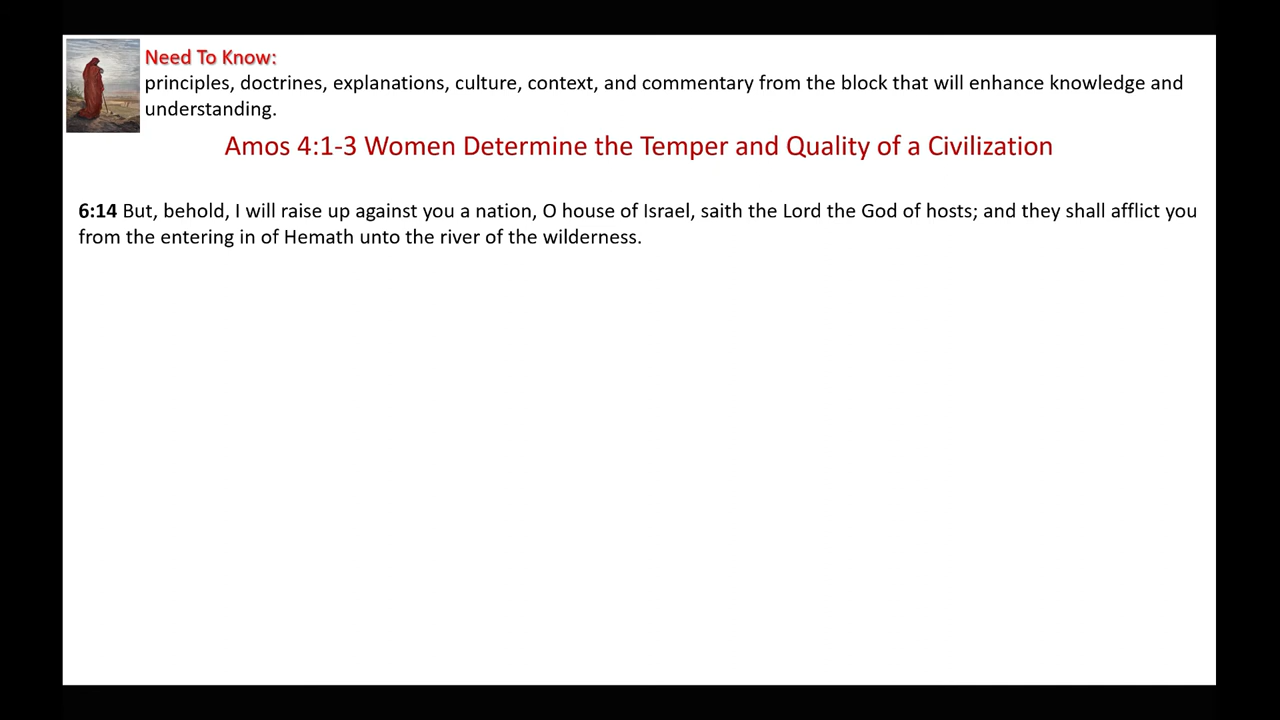 Need To Know:
principles, doctrines, explanations, culture, context, and commentary from the block that will enhance knowledge and
understanding.
Amos 4:1-3 Women Determine the Temper and Quality of a Civilization
6:14 But, behold, I will raise up against you a nation, O house of Israel, saith the Lord the God of hosts; and they shall afflict you
from the entering in of Hemath unto the river of the wilderness.